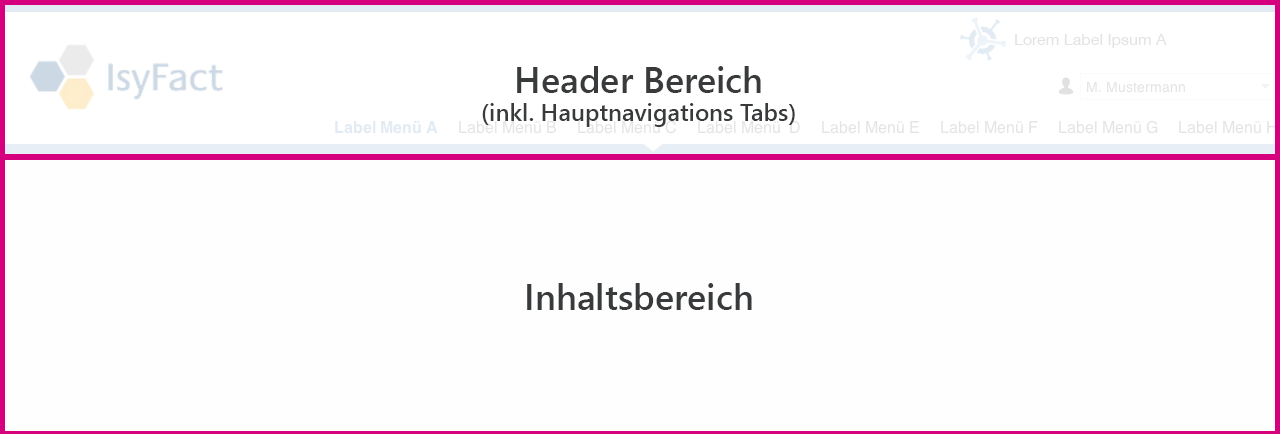 Lorem Label Ipsum A
IsyFact
Header Bereich
M. Mustermann
(inkl. Hauptnavigations Tabs)
Label Menü A Label Menü B Label Menü C Label Menü D Label Menü E Label Menü F Label Menü G Label Menü H
Inhaltsbereich